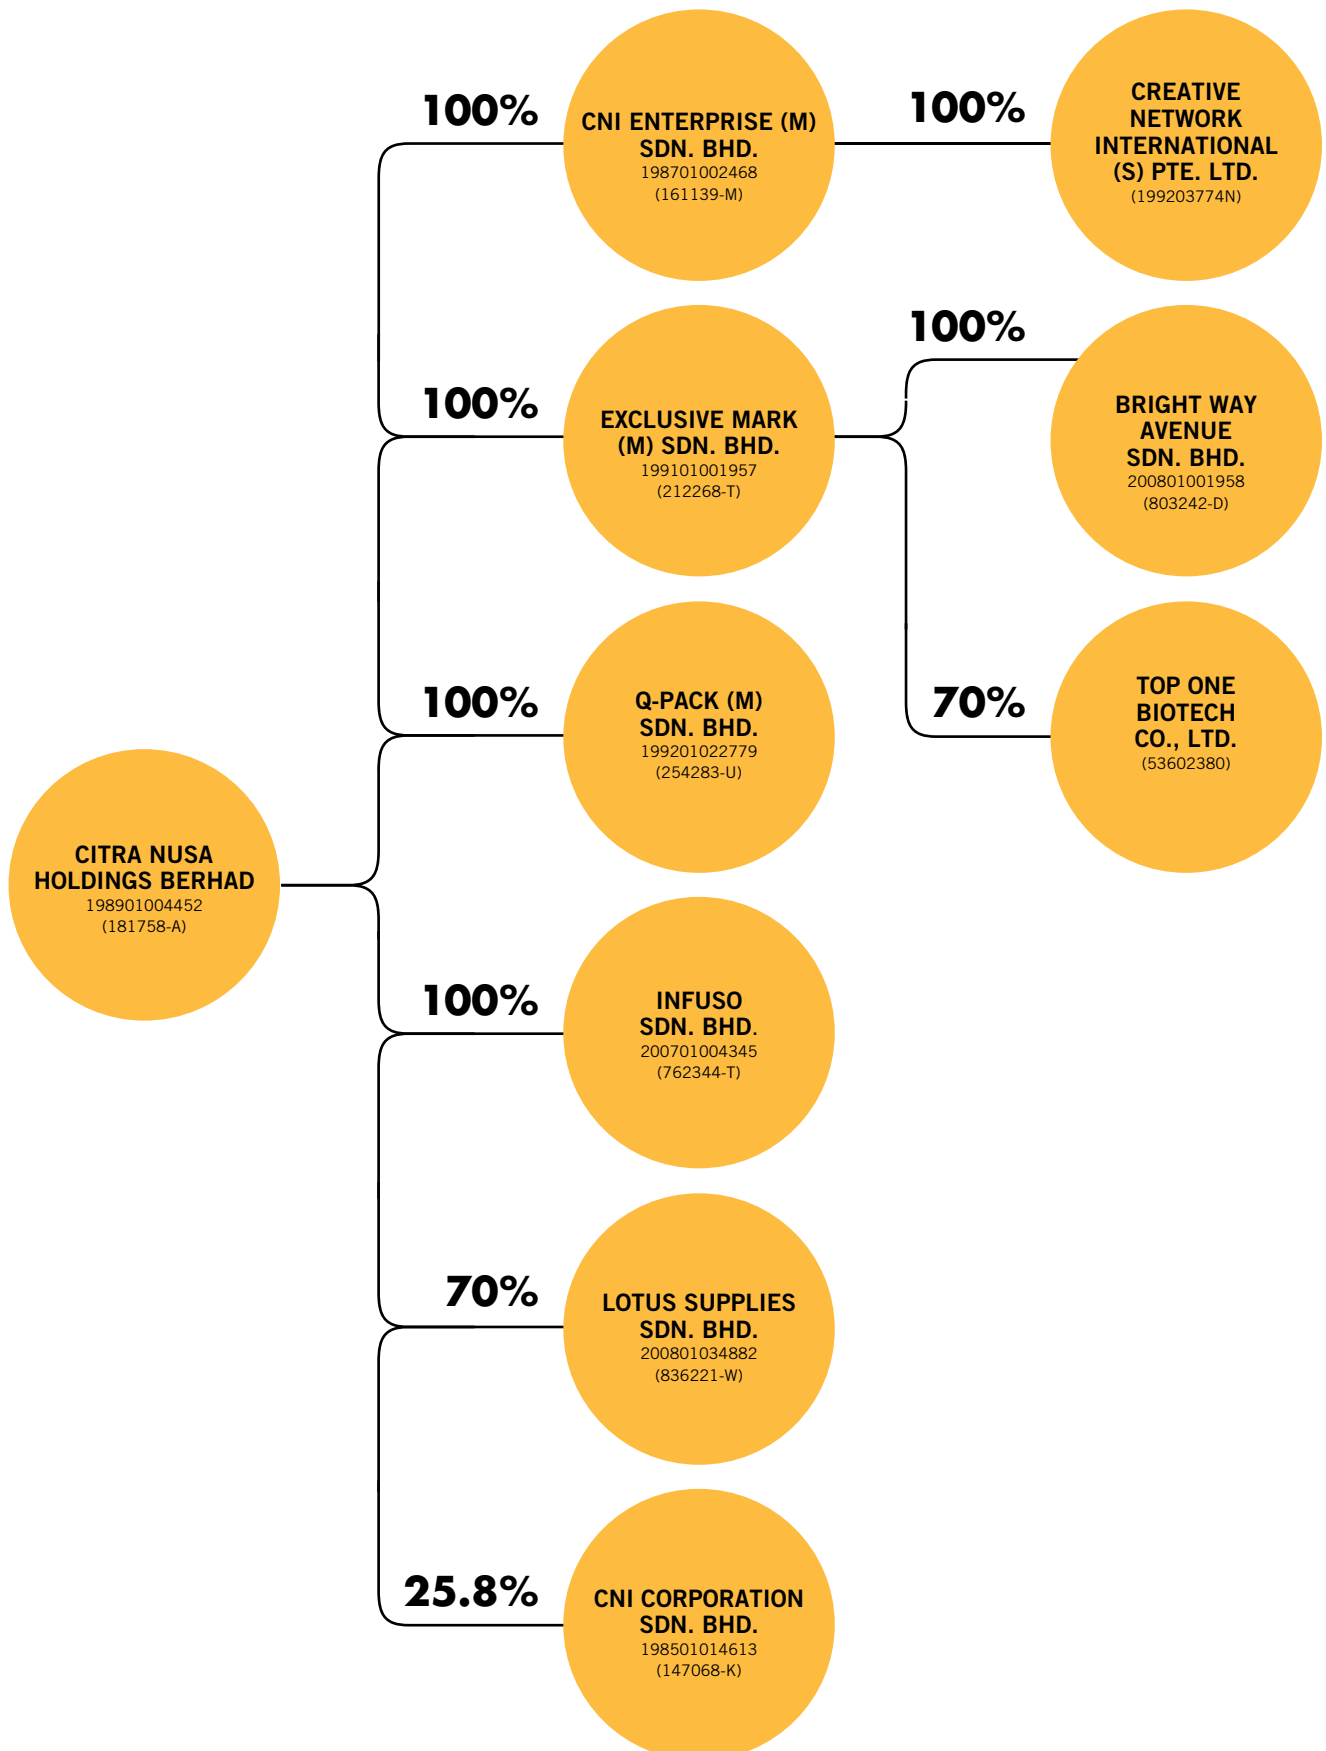 100%
CNI ENTERPRISE (M)
SDN. BHD.
198701002468
(161139-M)
100%
CREATIVE
NETWORK
INTERNATIONAL
(S) PTE. LTD.
(199203774N)
100%
EXCLUSIVE MARK
(M) SDN. BHD.
199101001957
(212268-T)
100%
BRIGHT WAY
AVENUE
SDN. BHD.
200801001958
(803242-D)
70%
TOP ONE
BIOTECH
CO., LTD.
(53602380)
100%
Q-PACK (M)
SDN. BHD.
199201022779
(254283-U)
CITRA NUSA
HOLDINGS BERHAD
198901004452
(181758-A)
100%
INFUSO
SDN. BHD.
200701004345
(762344-T)
70%
LOTUS SUPPLIES
SDN. BHD.
200801034882
(836221-W)
25.8%
CNI CORPORATION
SDN. BHD.
198501014613
(147068-K)